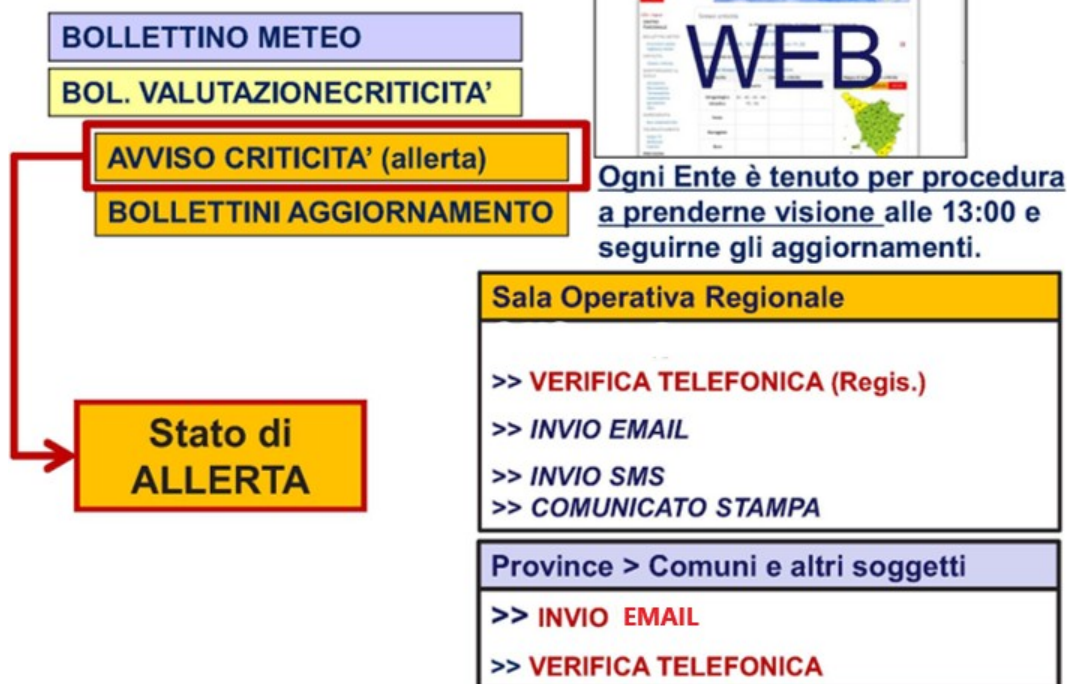 BOLLETTINO METEO
BOL. VALUTAZIONECRITICITA'
AVVISO CRITICITA' (allerta)
BOLLETTINI AGGIORNAMENTO
WEB
Ogni Ente è tenuto per procedura
a prenderne visione alle 13:00 e
seguirne gli aggiornamenti.
Sala Operativa Regionale
>> VERIFICA TELEFONICA (Regis.)
>> INVIO EMAIL
>> INVIO SMS
>> COMUNICATO STAMPA
Stato di
ALLERTA
Province > Comuni e altri soggetti
>> INVIO EMAIL
>> VERIFICA TELEFONICA